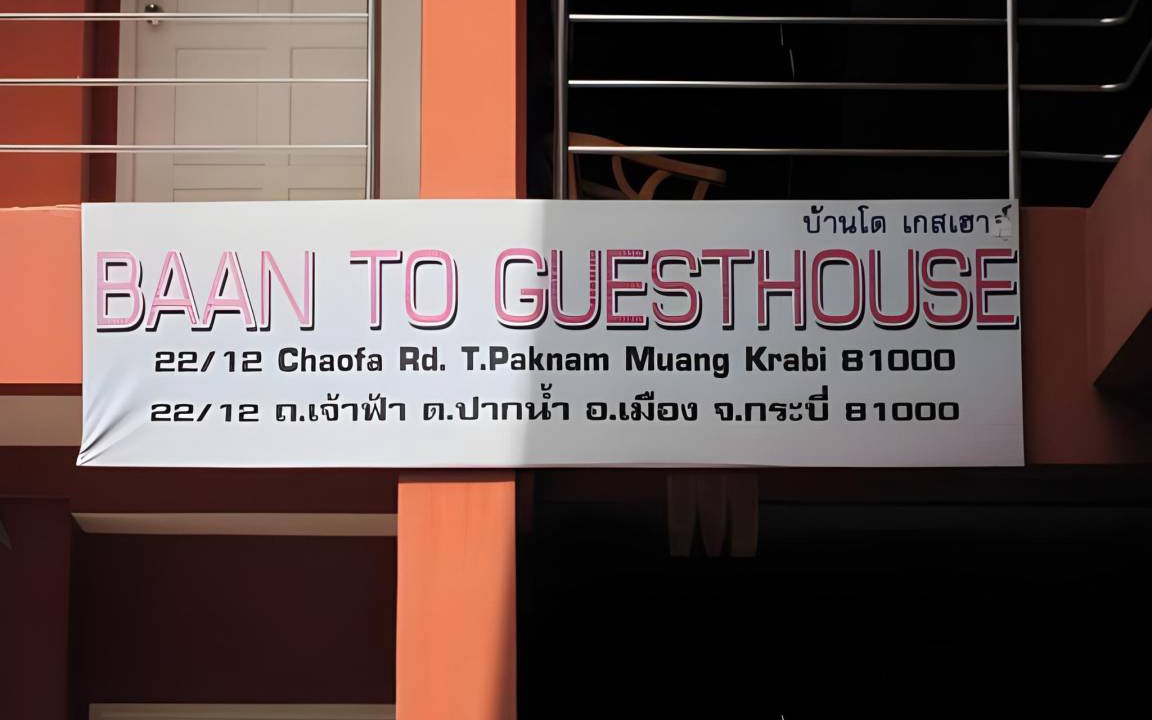 บ้านโต เกสเฮาร์
BAAN TO GUESTHOUSE
22/12 Chaofa Rd. T.Paknam Muang Krabi 81000
22/12 ถ.เจ้าฟ้า ต.ปากน้ำ อ.เมือง จ.กระบี่ 81000